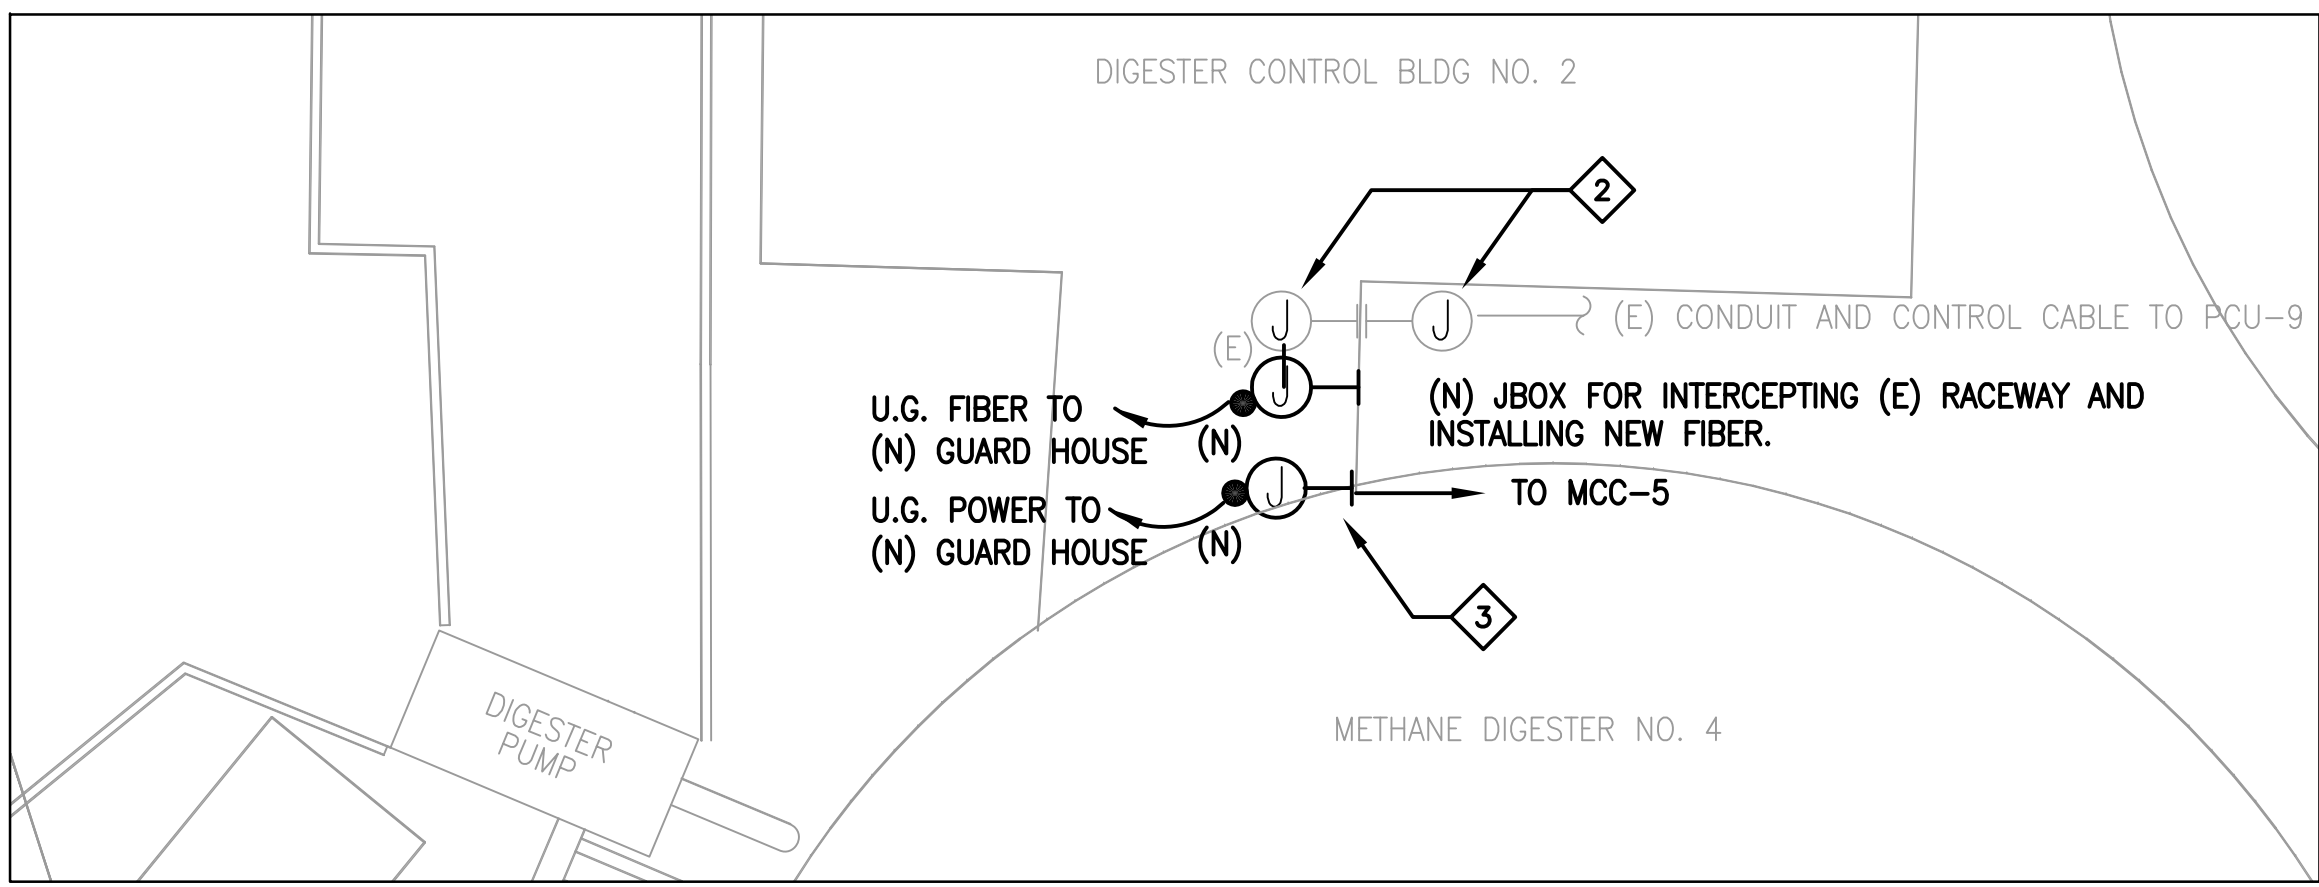 DIGESTER CONTROL BLDG NO. 2
2
J
J
(E) CONDUIT AND CONTROL CABLE TO PCU-9
(E)
J
U.G. FIBER TO
(N) GUARD HOUSE
(N)
(N) JBOX FOR INTERCEPTING (E) RACEWAY AND
INSTALLING NEW FIBER.
J
TO MCC-5
U.G. POWER TO
(N) GUARD HOUSE
(N)
3
DIGESTER
PUMP
METHANE DIGESTER NO. 4